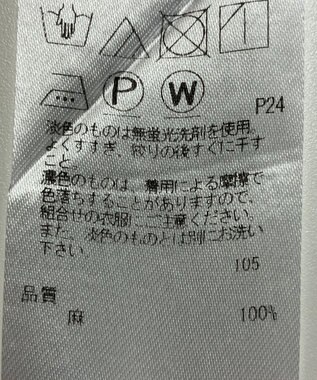 P W
P24
淡色のものは無蛍光洗剤を使用。
よくすすぎ、絞りの後すぐに干す
こと。
濃色のものは、着用による摩擦で
色落ちすることがありますので、
組合せの衣服にご注意ください。
また、淡色のものとは別にお洗い
下さい。
105
品質
麻 100%